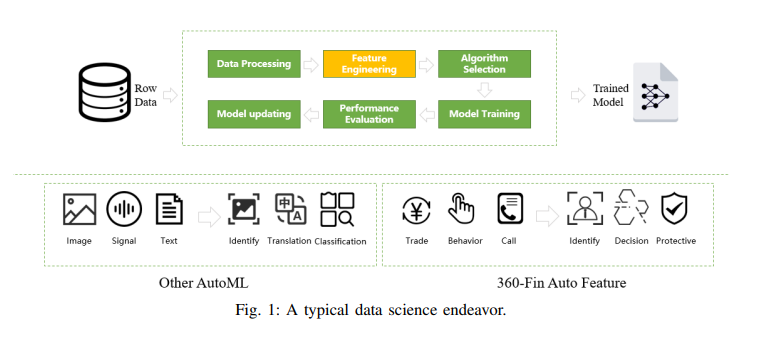 Row
Data
Data Processing
Feature
Engineering
Algorithm
Selection
Model updating
Performance
Evaluation
Model Training
Trained
Model
中
A
Image
Signal
Text
Identify
Translation
Classification
¥
Trade
Behavior
Call
Identify
Decision
Protective
Other AutoML
360-Fin Auto Feature
Fig. 1: A typical data science endeavor.